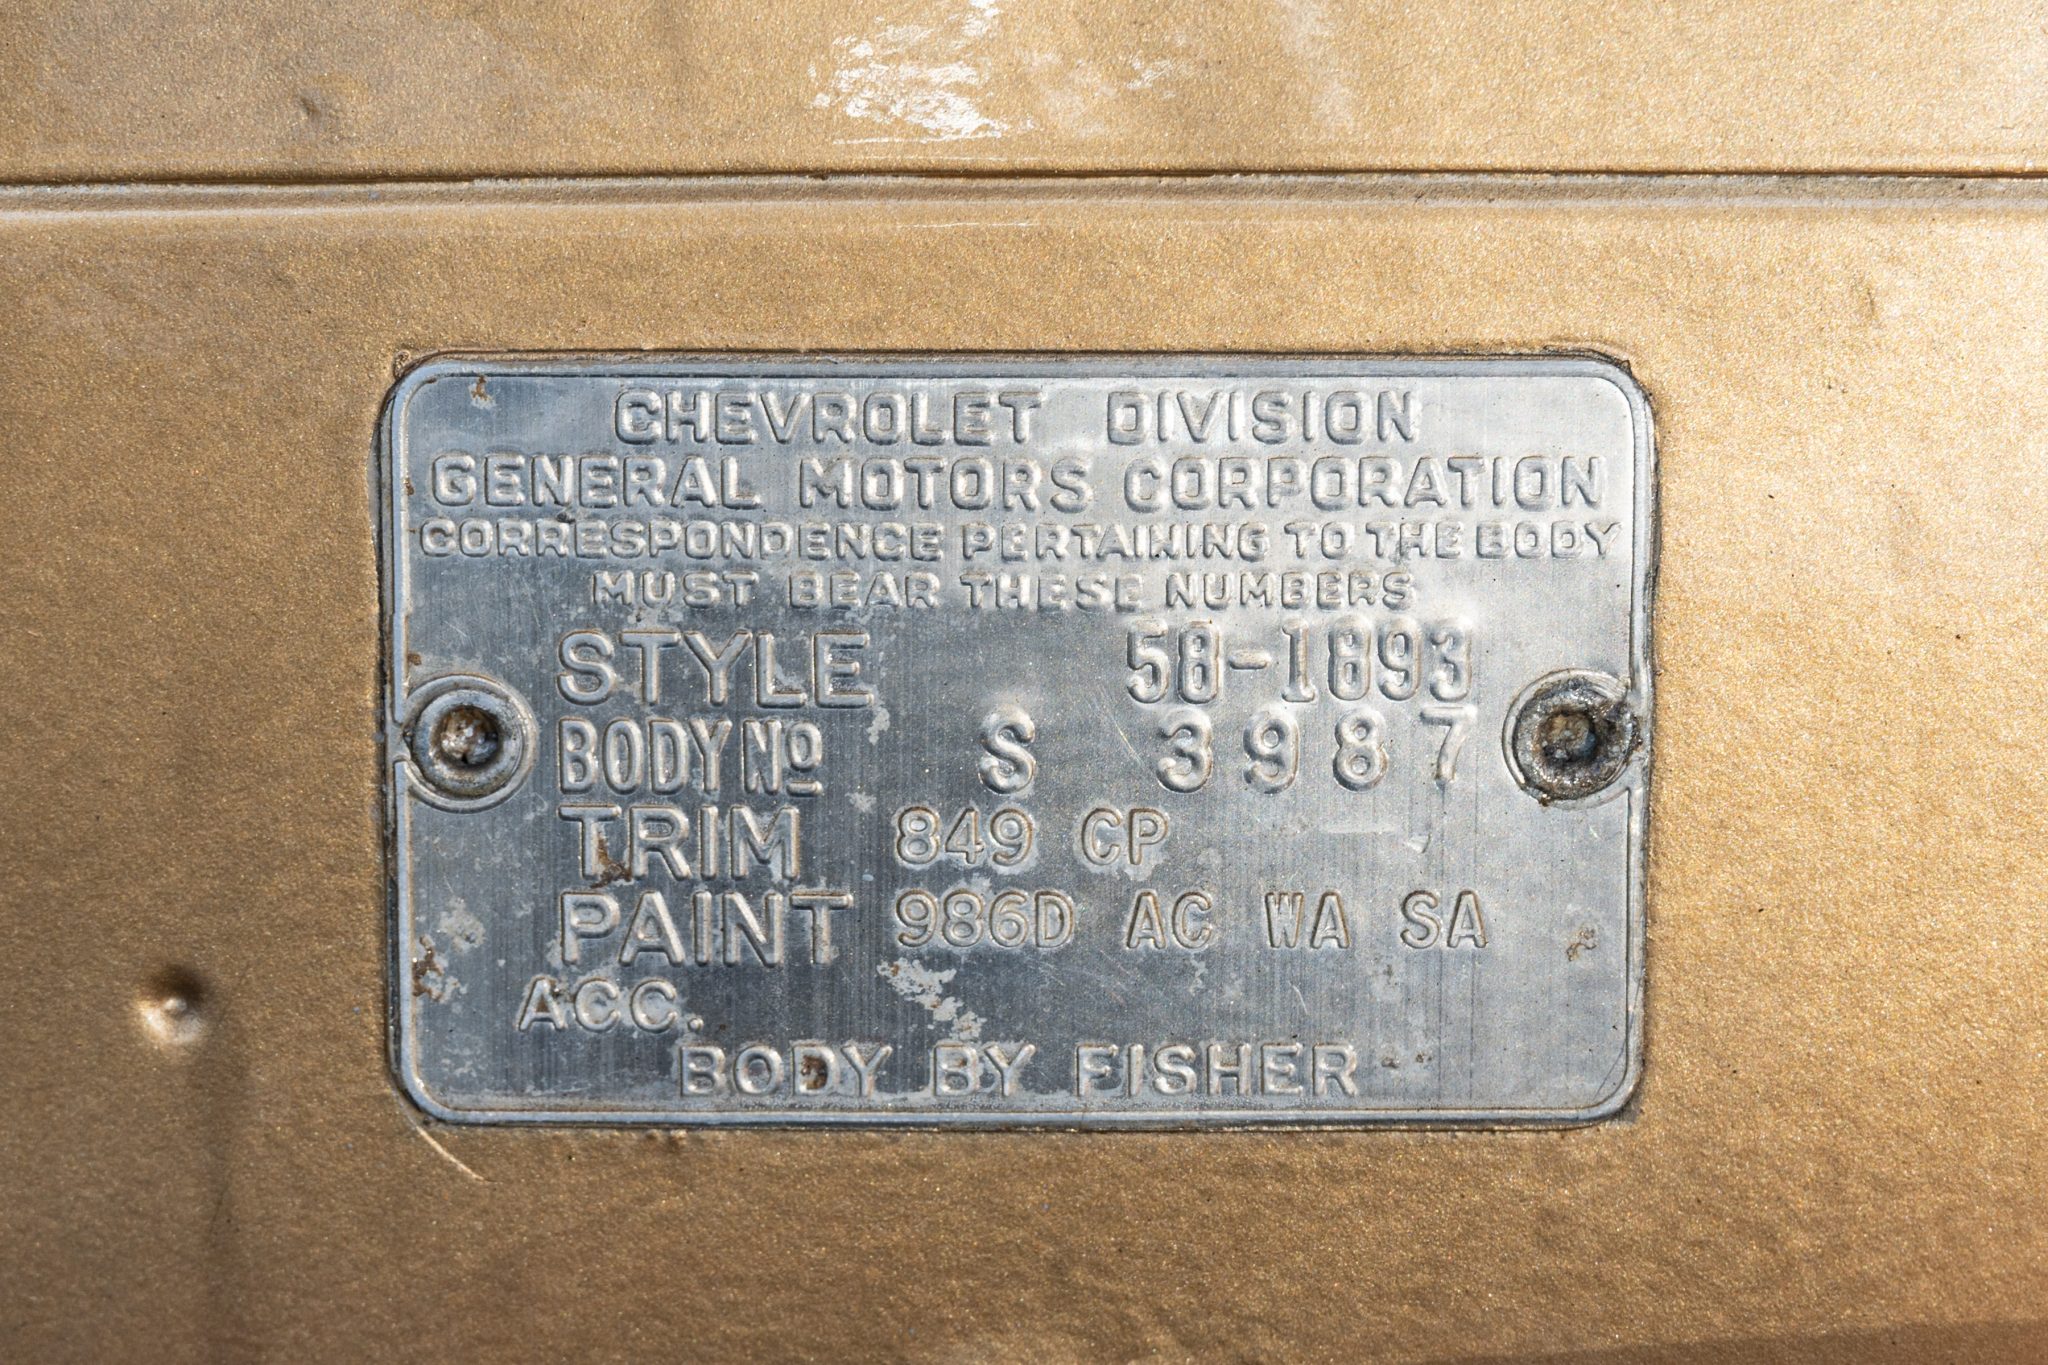 CHEVROLET DIVISION
GENERAL MOTORS CORPORATION
CORRESPONDENCE PERTAINING TO THE BODY
MUST BEAR THESE NUMBERS
STYLE 58-1893
BODY Nº S 3987
TRIM 849 CP
PAINT 986D AC WA SA
ACC.
BODY BY FISHER